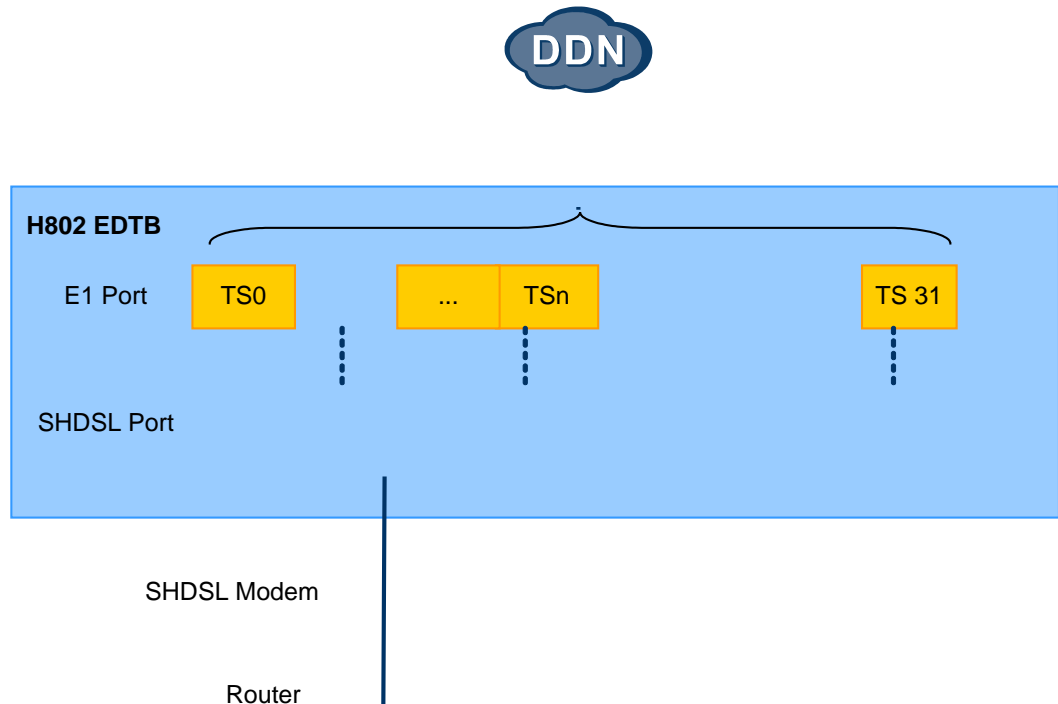 DDN
H802 EDTB
E1 Port TS0 ... TSn TS 31
SHDSL Port
SHDSL Modem
Router